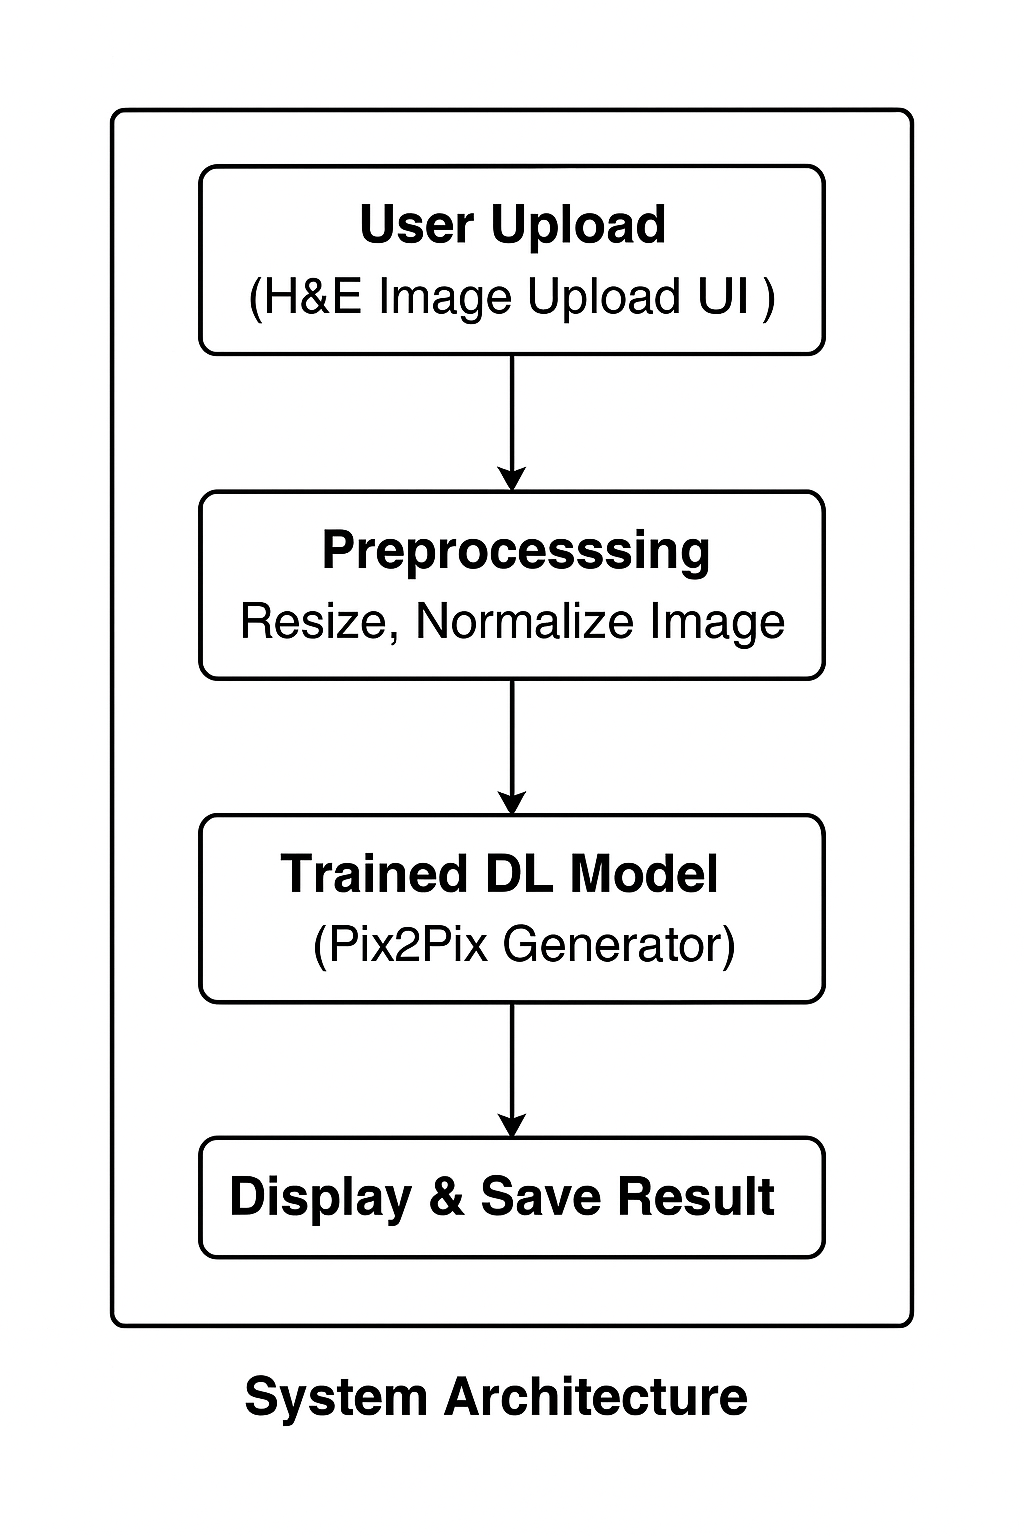 User Upload
(H&E Image Upload UI )
Preprocesssing
Resize, Normalize Image
Trained DL Model
(Pix2Pix Generator)
Display & Save Result
System Architecture